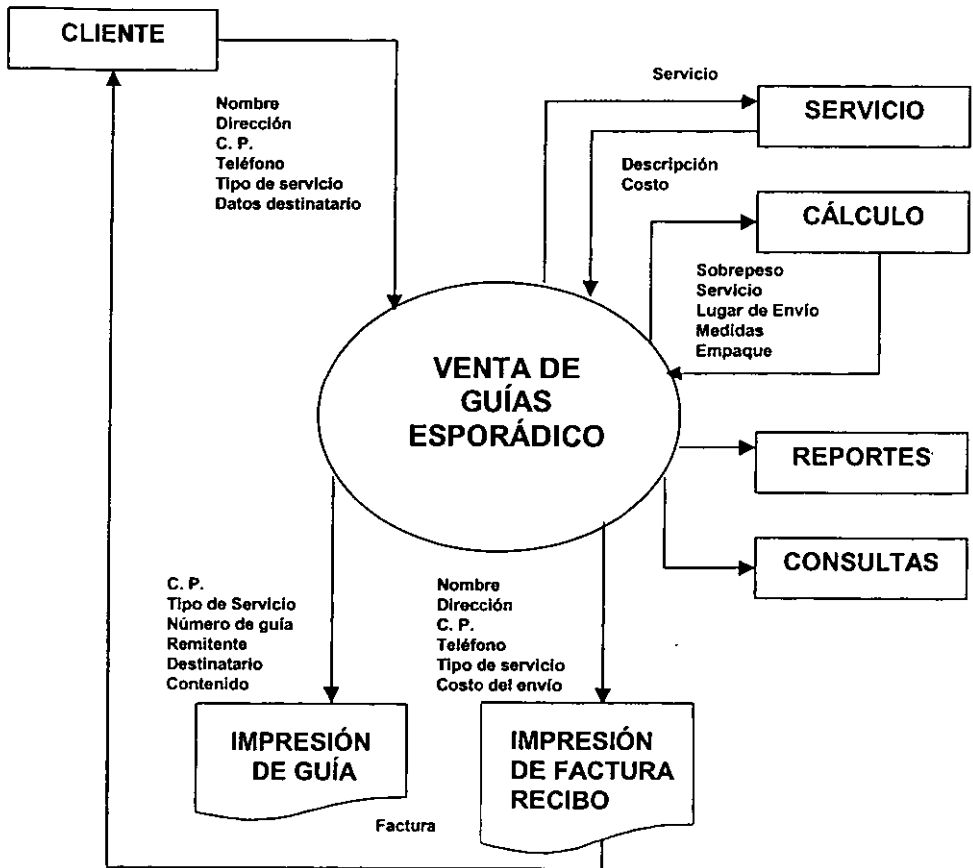 CLIENTE
Nombre
Dirección
C. P.
Teléfono
Tipo de servicio
Datos destinatario
Servicio
SERVICIO
Descripción
Costo
CÁLCULO
Sobrepeso
Servicio
Lugar de Envío
Medidas
Empaque
VENTA DE
GUÍAS
ESPORÁDICO
REPORTES
CONSULTAS
C. P.
Tipo de Servicio
Número de guía
Remitente
Destinatario
Contenido
Nombre
Dirección
C. P.
Teléfono
Tipo de servicio
Costo del envío
IMPRESIÓN
DE GUÍA
IMPRESIÓN
DE FACTURA
RECIBO
Factura